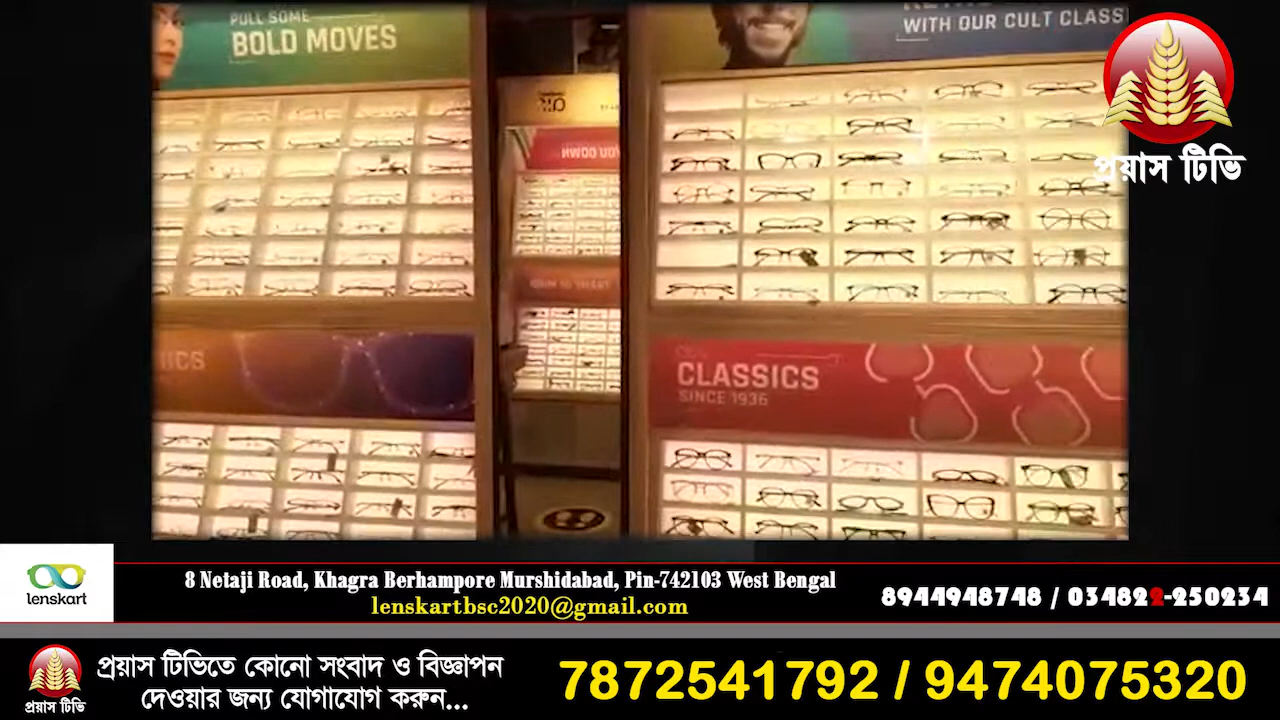 PULL SOME
BOLD MOVES
WITH OUR CULT CLASS
প্রয়াস টিভি
CLASSICS
SINCE 1936
lenskart
8 Netaji Road, Khagra Berhampore Murshidabad, Pin-742103 West Bengal
lenskartbsc2020@gmail.com
8944948748 / 034822-250234
প্রয়াস টিভি
প্রয়াস টিভিতে কোনো সংবাদ ও বিজ্ঞাপন
দেওয়ার জন্য যোগাযোগ করুন...
7872541792 / 9474075320